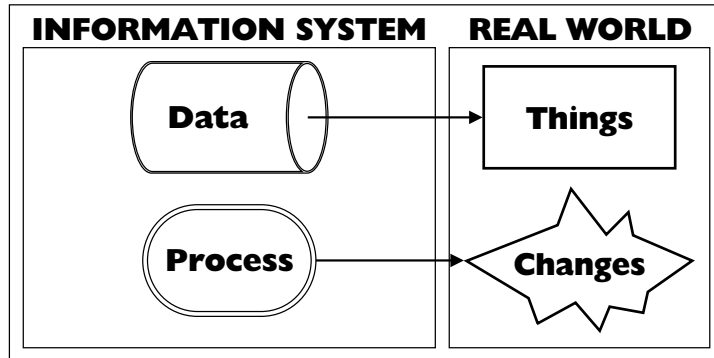 INFORMATION SYSTEM
REAL WORLD
Data
Things
Process
Changes